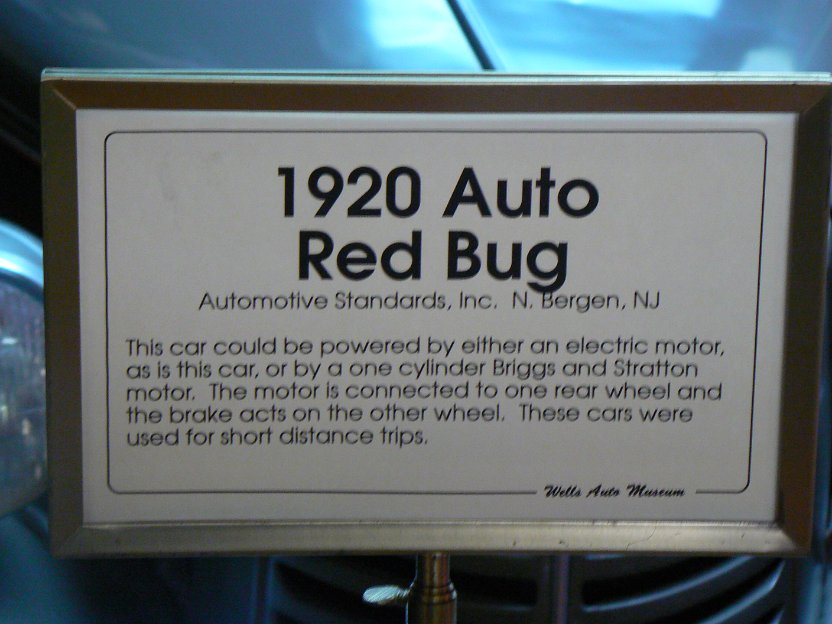 1920 Auto
Red Bug
Automotive Standards, Inc. N. Bergen, NJ
This car could be powered by either an electric motor,
as is this car, or by a one cylinder Briggs and Stratton
motor. The motor is connected to one rear wheel and
the brake acts on the other wheel. These cars were
used for short distance trips.
Wells Auto Museum